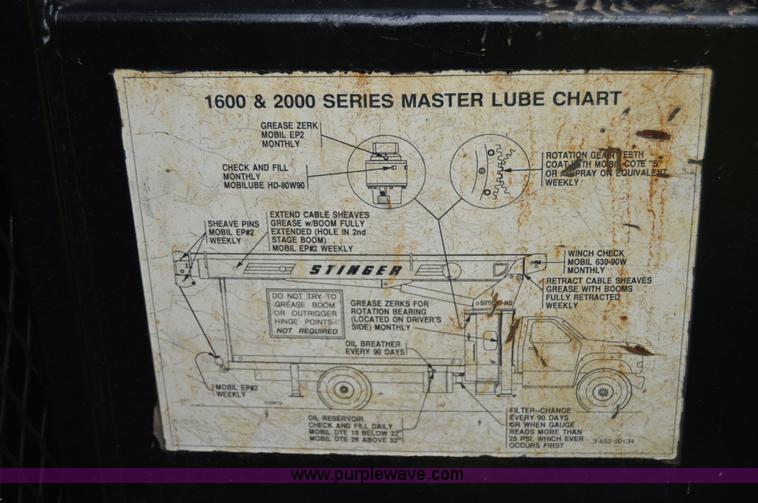 1600 & 2000 SERIES MASTER LUBE CHART
GREASE ZERK
MOBIL EP2
MONTHLY
CHECK AND FILL
MONTHLY
MOBILUBE HD-80W90
ROTATION GEAR TEETH
COAT WITH MOBIL COTE "S"
OR SPRAY ON EQUIVALENT
WEEKLY
SHEAVE PINS
MOBIL EP#2
WEEKLY
EXTEND CABLE SHEAVES
GREASE w/BOOM FULLY
EXTENDED (HOLE IN 2nd
STAGE BOOM)
MOBIL EP#2 WEEKLY
WINCH CHECK
MOBIL 630-90W
MONTHLY
STINGER
RETRACT CABLE SHEAVES
GREASE WITH BOOMS
FULLY RETRACTED
WEEKLY
DO NOT TRY TO
GREASE BOOM
OR OUTRIGGER
HINGE POINTS-
NOT REQUIRED
GREASE ZERKS FOR
ROTATION BEARING
(LOCATED ON DRIVER'S
SIDE) MONTHLY
SIMON-RO
OIL BREATHER
EVERY 90 DAYS
MOBIL EP#2
WEEKLY
OIL RESERVOIR
CHECK AND FILL DAILY
MOBIL DTE 13 BELOW 32°
MOBIL DTE 26 ABOVE 32°
FILTER-CHANGE
EVERY 90 DAYS
OR WHEN GAUGE
READS MORE THAN
25 PSI, WHICH EVER
OCCURS FIRST
3-652-00134
www.purplewave.com